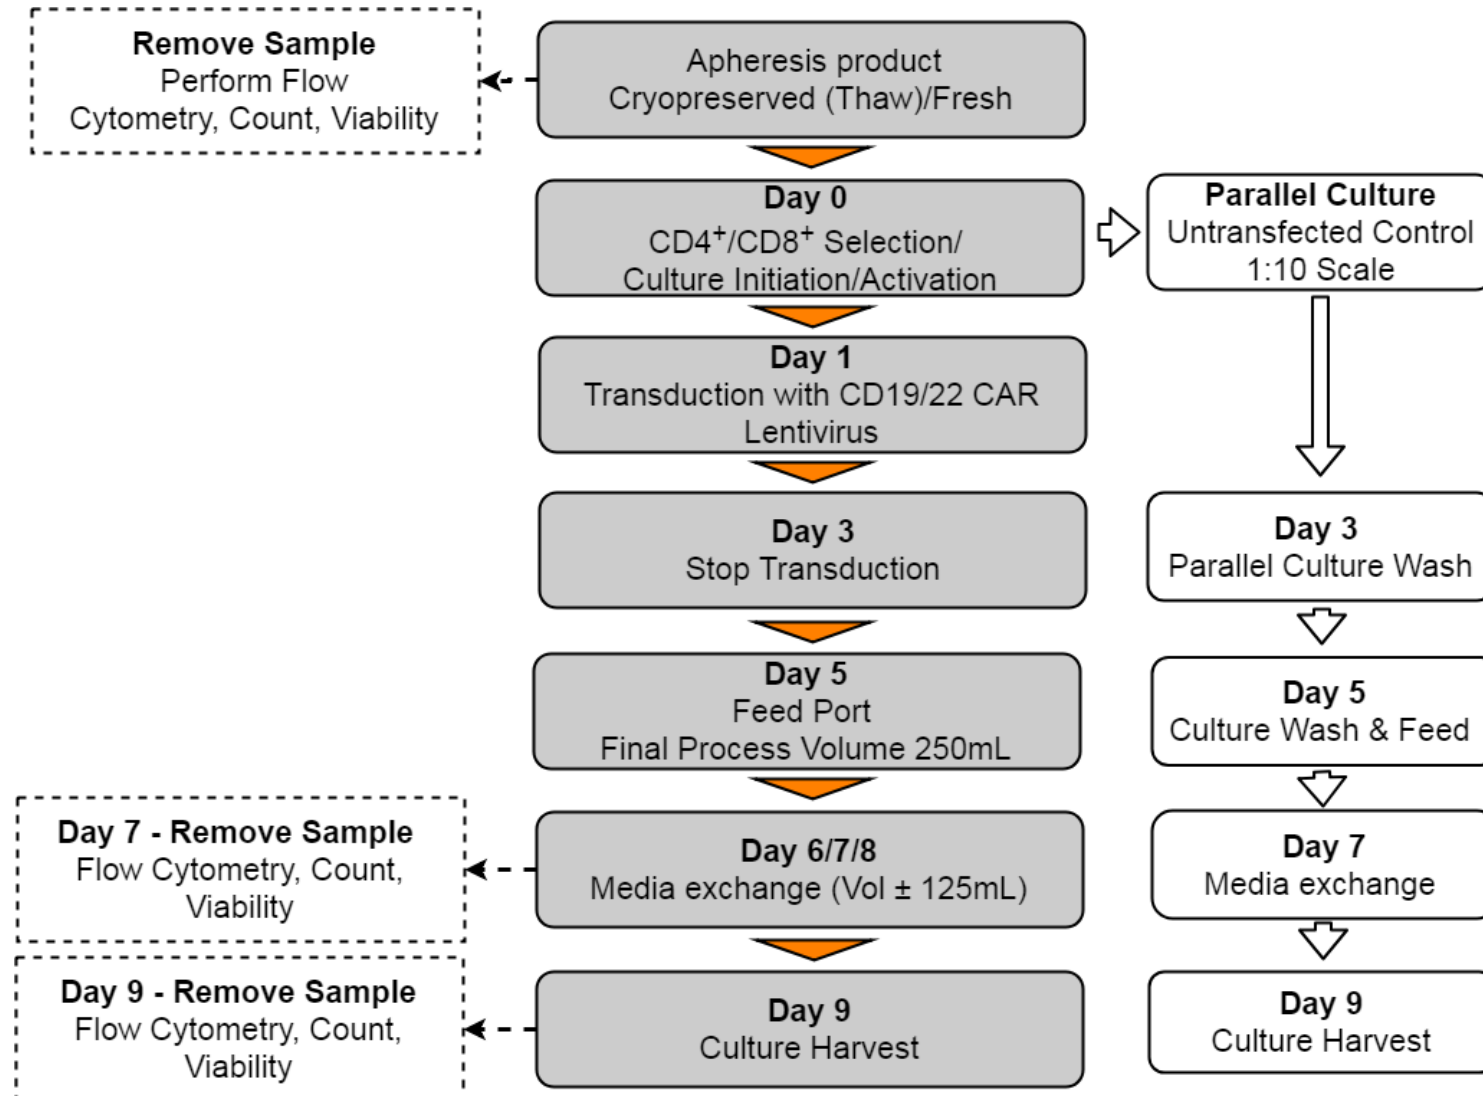 Remove Sample
Perform Flow
Cytometry, Count, Viability
Apheresis product
Cryopreserved (Thaw)/Fresh
Day 0
CD4⁺/CD8⁺ Selection/
Culture Initiation/Activation
Parallel Culture
Untransfected Control
1:10 Scale
Day 1
Transduction with CD19/22 CAR
Lentivirus
Day 3
Stop Transduction
Day 3
Parallel Culture Wash
Day 5
Feed Port
Final Process Volume 250mL
Day 5
Culture Wash & Feed
Day 7 - Remove Sample
Flow Cytometry, Count,
Viability
Day 6/7/8
Media exchange (Vol ± 125mL)
Day 7
Media exchange
Day 9 - Remove Sample
Flow Cytometry, Count,
Viability
Day 9
Culture Harvest
Day 9
Culture Harvest